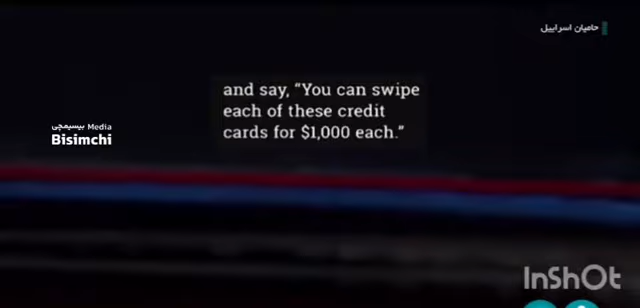 حامیان اسراییل
and say, “You can swipe
each of these credit
cards for $1,000 each.”
بیسیمچی Media
Bisimchi
InShOt